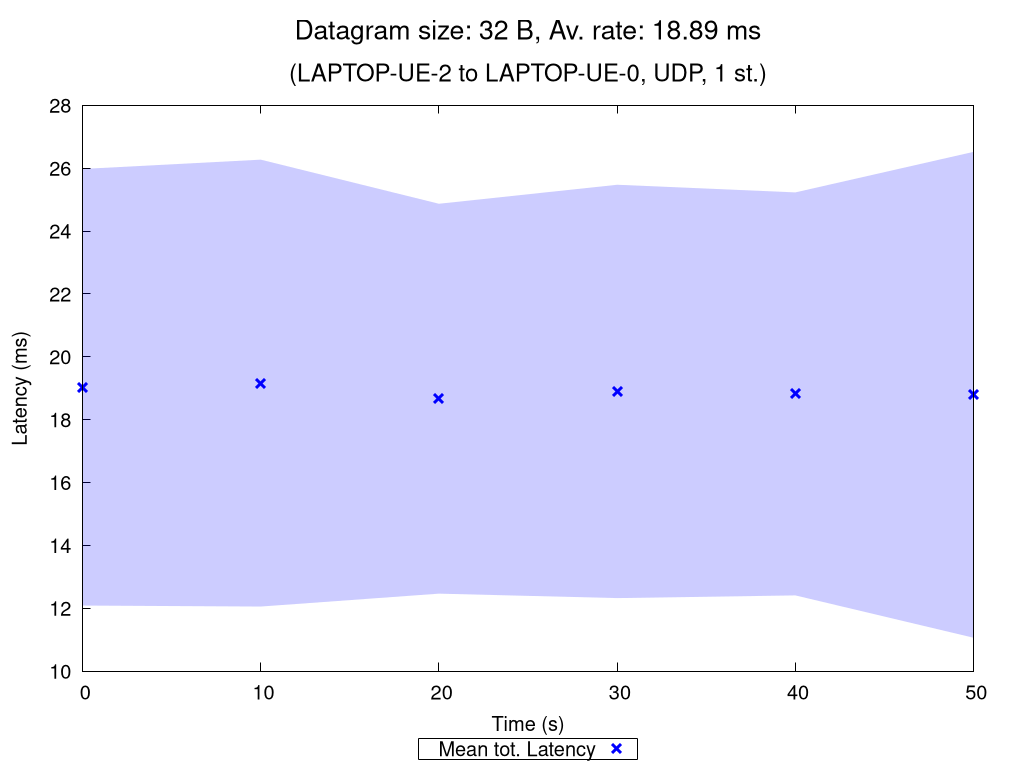 Datagram size: 32 B, Av. rate: 18.89 ms
(LAPTOP-UE-2 to LAPTOP-UE-0, UDP, 1 st.)
28
26
24
22
20
18
16
14
12
10
Latency (ms)
0 10 20 30 40 50
Time (s)
Mean tot. Latency